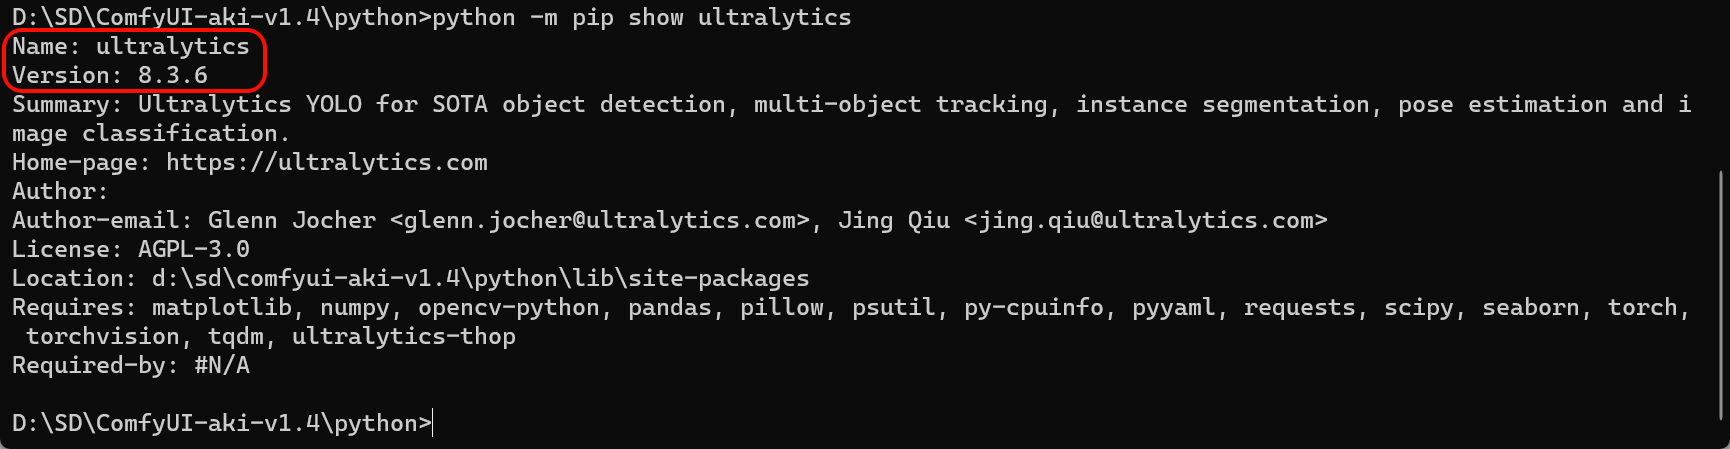 D:\SD\ComfyUI-aki-v1.4\python>python -m pip show ultralytics
Name: ultralytics
Version: 8.3.6
Summary: Ultralytics YOLO for SOTA object detection, multi-object tracking, instance segmentation, pose estimation and i
mage classification.
Home-page: https://ultralytics.com
Author:
Author-email: Glenn Jocher <glenn.jocher@ultralytics.com>, Jing Qiu <jing.qiu@ultralytics.com>
License: AGPL-3.0
Location: d:\sd\comfyui-aki-v1.4\python\lib\site-packages
Requires: matplotlib, numpy, opencv-python, pandas, pillow, psutil, py-cpuinfo, pyyaml, requests, scipy, seaborn, torch,
 torchvision, tqdm, ultralytics-thop
Required-by: #N/A
D:\SD\ComfyUI-aki-v1.4\python>